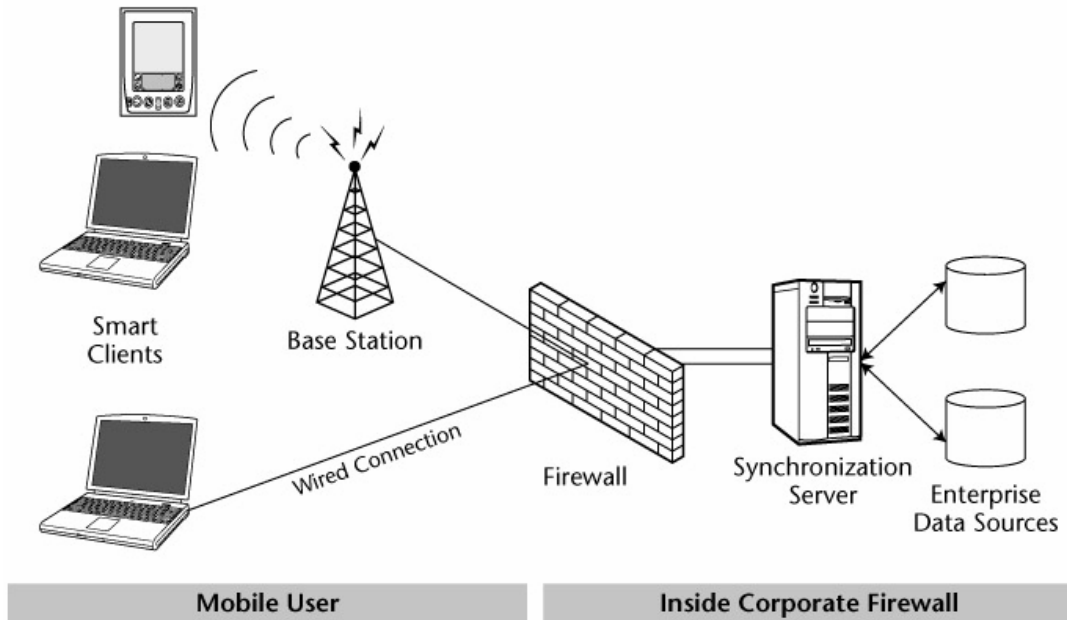 Smart
Clients
Base Station
Wired Connection
Firewall
Synchronization
Server
Enterprise
Data Sources
Mobile User
Inside Corporate Firewall